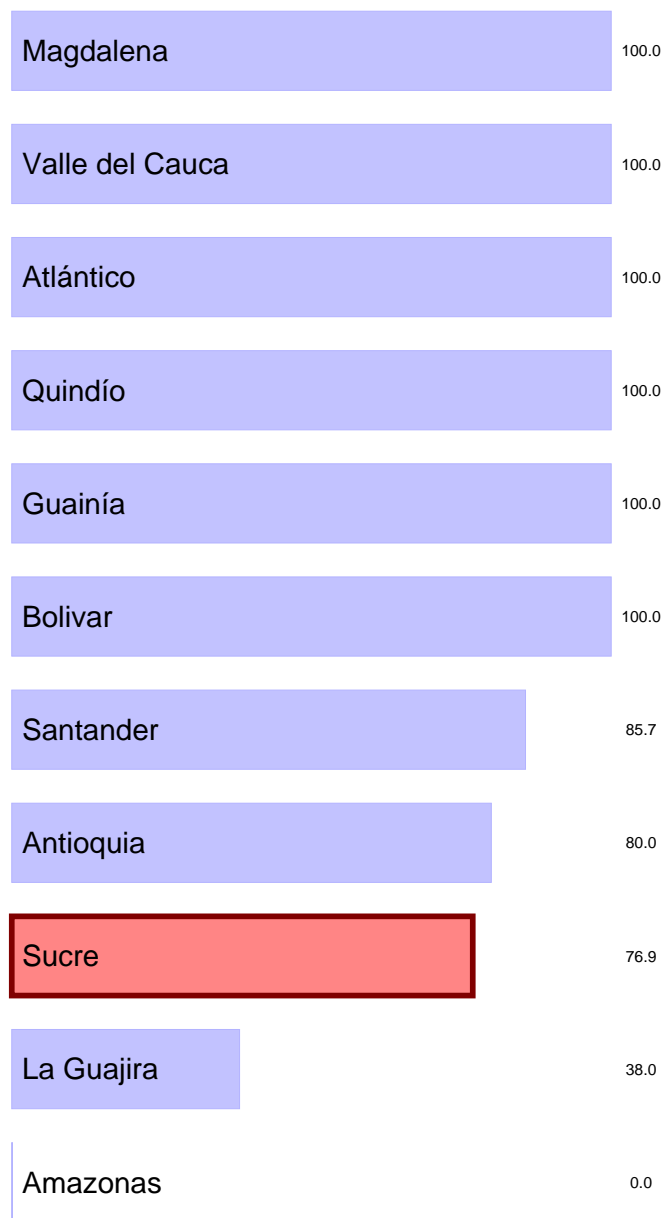 Magdalena 100.0
Valle del Cauca 100.0
Atlántico 100.0
Quindío 100.0
Guainía 100.0
Bolivar 100.0
Santander 85.7
Antioquia 80.0
Sucre 76.9
La Guajira 38.0
Amazonas 0.0